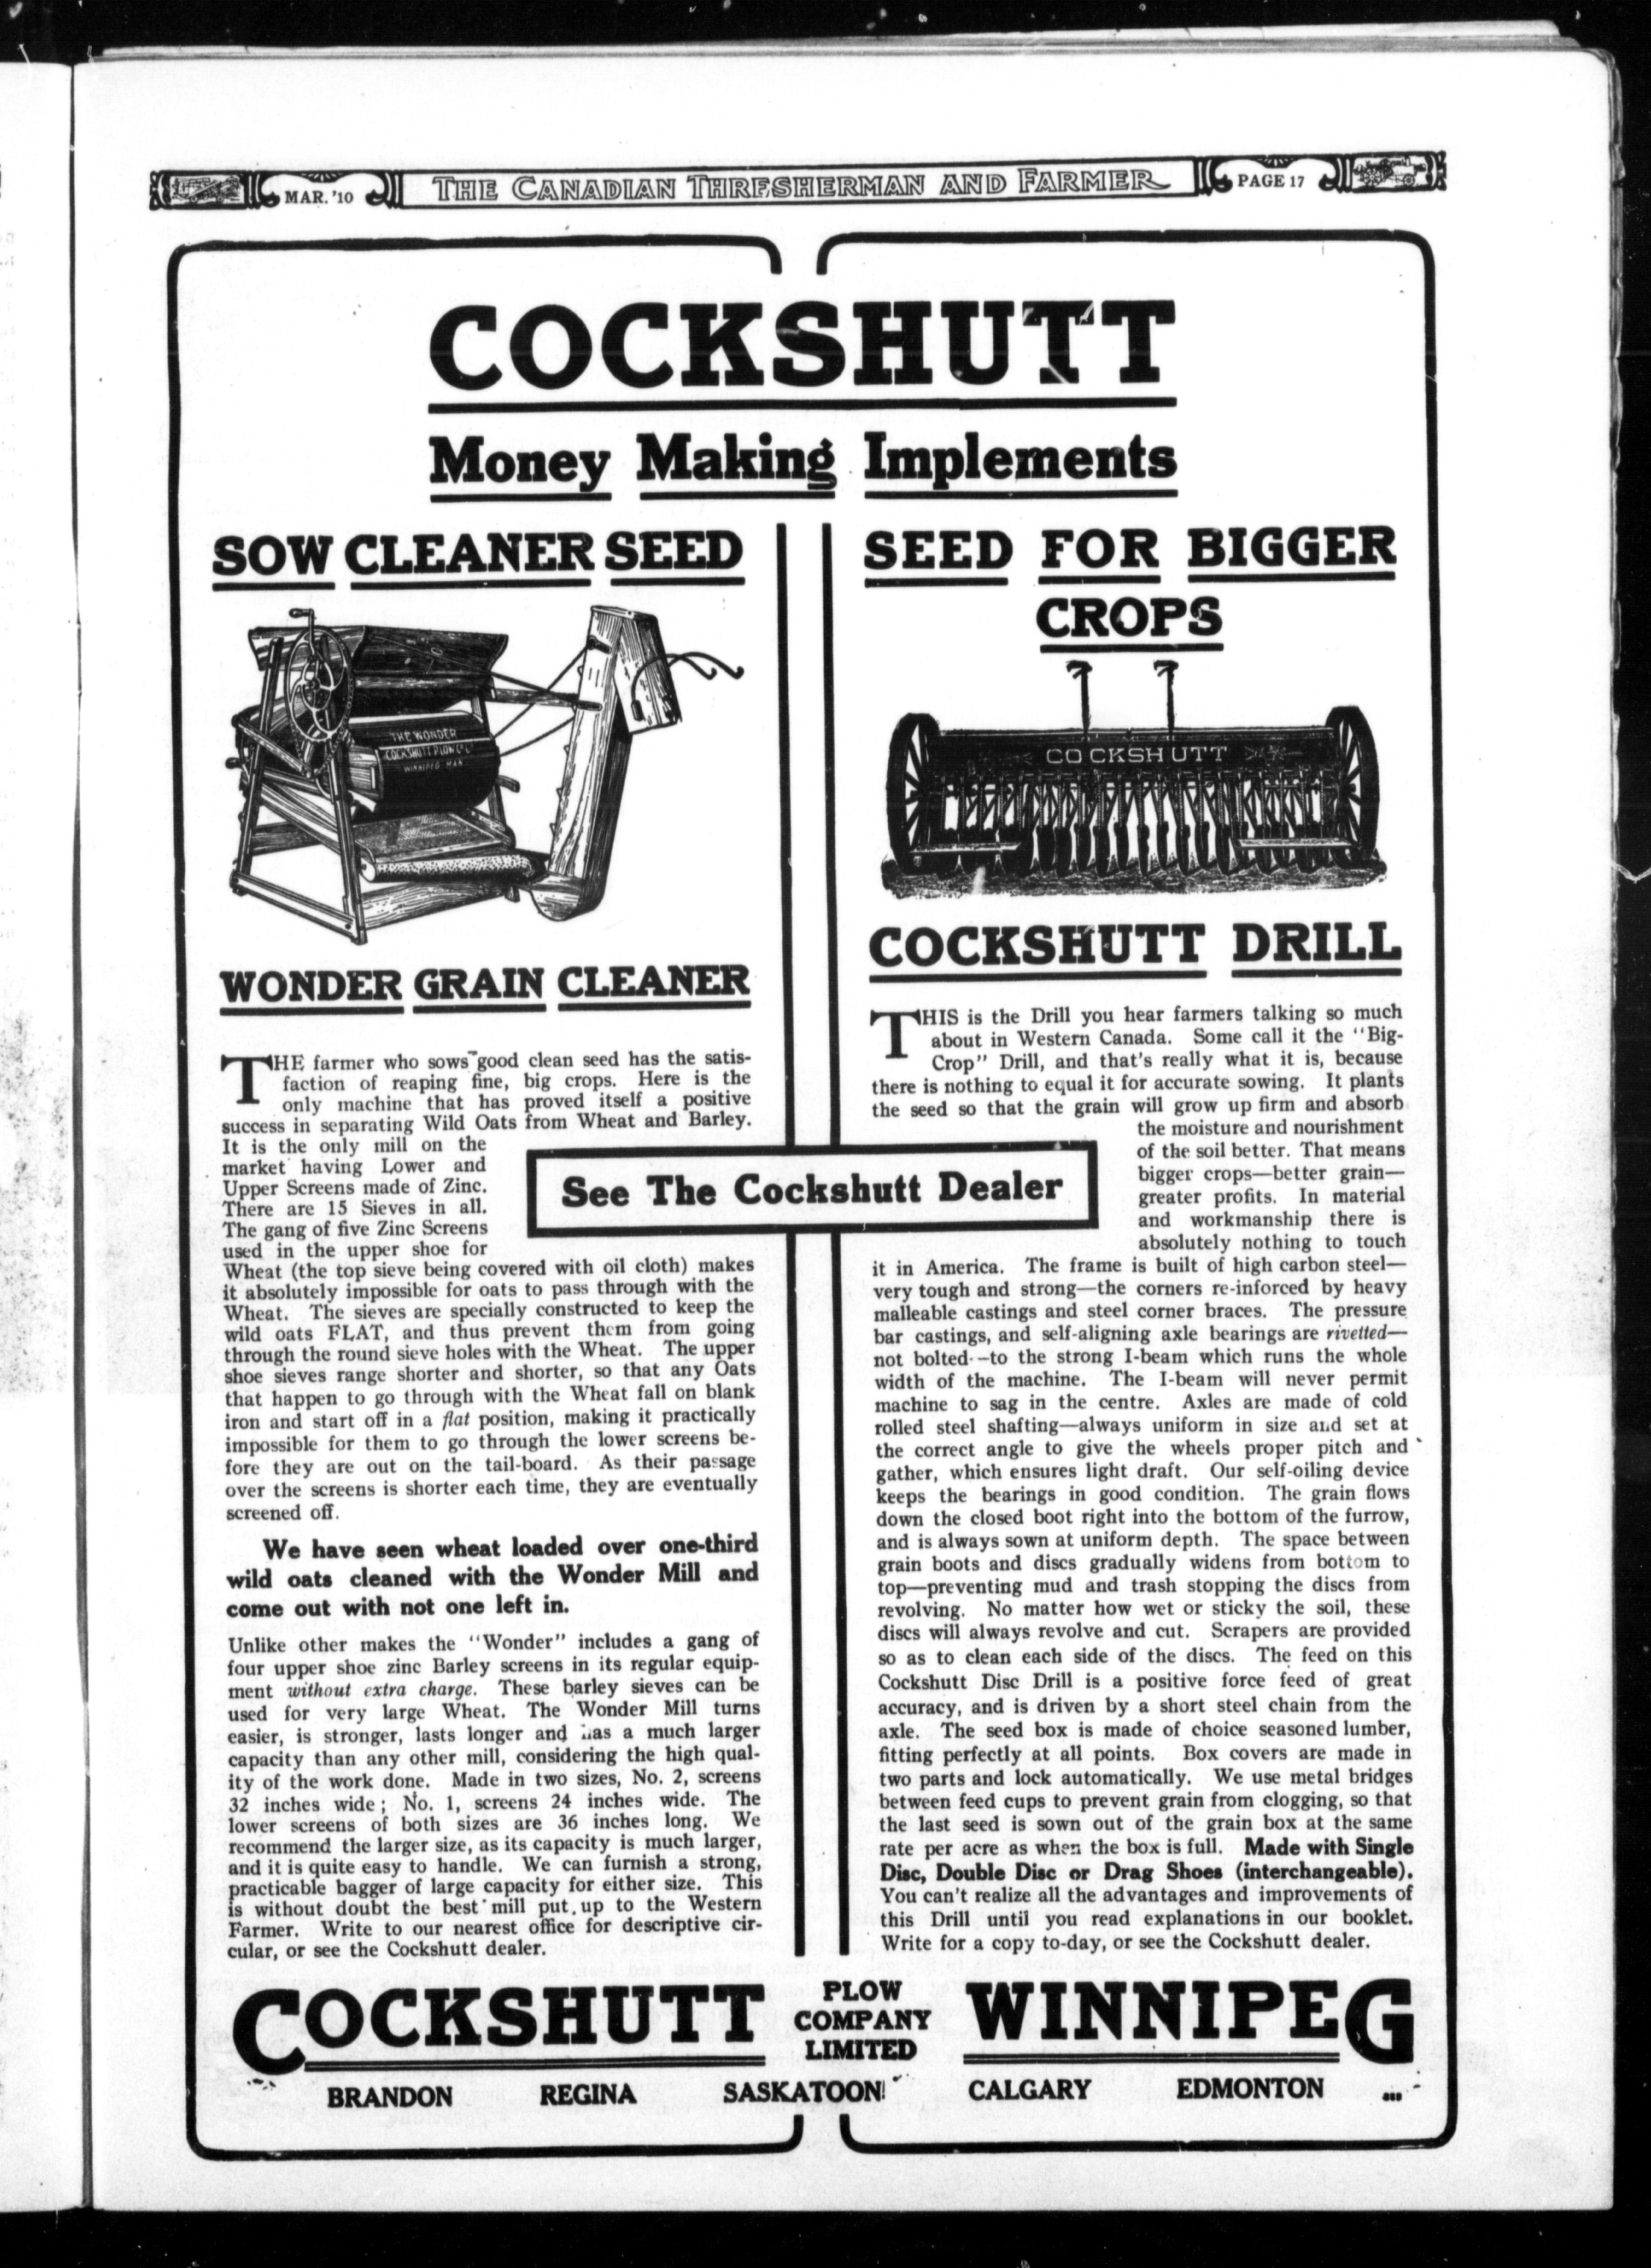 MAR. '10
THE CANADIAN THRESHERMAN AND FARMER
PAGE 17
COCKSHUTT
Money Making Implements
SOW CLEANER SEED
THE WONDER
COCKSHUTT PLOW CO LD
WINNIPEG MAN
WONDER GRAIN CLEANER
THE farmer who sows good clean seed has the satis-
faction of reaping fine, big crops. Here is the
only machine that has proved itself a positive
success in separating Wild Oats from Wheat and Barley.
It is the only mill on the
market having Lower and
Upper Screens made of Zinc.
There are 15 Sieves in all.
The gang of five Zinc Screens
used in the upper shoe for
Wheat (the top sieve being covered with oil cloth) makes
it absolutely impossible for oats to pass through with the
Wheat. The sieves are specially constructed to keep the
wild oats FLAT, and thus prevent them from going
through the round sieve holes with the Wheat. The upper
shoe sieves range shorter and shorter, so that any Oats
that happen to go through with the Wheat fall on blank
iron and start off in a flat position, making it practically
impossible for them to go through the lower screens be-
fore they are out on the tail-board. As their passage
over the screens is shorter each time, they are eventually
screened off.
We have seen wheat loaded over one-third
wild oats cleaned with the Wonder Mill and
come out with not one left in.
Unlike other makes the "Wonder" includes a gang of
four upper shoe zinc Barley screens in its regular equip-
ment without extra charge. These barley sieves can be
used for very large Wheat. The Wonder Mill turns
easier, is stronger, lasts longer and has a much larger
capacity than any other mill, considering the high qual-
ity of the work done. Made in two sizes, No. 2, screens
32 inches wide; No. 1, screens 24 inches wide. The
lower screens of both sizes are 36 inches long. We
recommend the larger size, as its capacity is much larger,
and it is quite easy to handle. We can furnish a strong,
practicable bagger of large capacity for either size. This
is without doubt the best mill put up to the Western
Farmer. Write to our nearest office for descriptive cir-
cular, or see the Cockshutt dealer.
See The Cockshutt Dealer
SEED FOR BIGGER
CROPS
COCKSHUTT
COCKSHUTT DRILL
THIS is the Drill you hear farmers talking so much
about in Western Canada. Some call it the "Big-
Crop" Drill, and that's really what it is, because
there is nothing to equal it for accurate sowing. It plants
the seed so that the grain will grow up firm and absorb
the moisture and nourishment
of the soil better. That means
bigger crops—better grain—
greater profits. In material
and workmanship there is
absolutely nothing to touch
it in America. The frame is built of high carbon steel—
very tough and strong—the corners re-inforced by heavy
malleable castings and steel corner braces. The pressure
bar castings, and self-aligning axle bearings are rivetted—
not bolted—to the strong I-beam which runs the whole
width of the machine. The I-beam will never permit
machine to sag in the centre. Axles are made of cold
rolled steel shafting—always uniform in size and set at
the correct angle to give the wheels proper pitch and
gather, which ensures light draft. Our self-oiling device
keeps the bearings in good condition. The grain flows
down the closed boot right into the bottom of the furrow,
and is always sown at uniform depth. The space between
grain boots and discs gradually widens from bottom to
top—preventing mud and trash stopping the discs from
revolving. No matter how wet or sticky the soil, these
discs will always revolve and cut. Scrapers are provided
so as to clean each side of the discs. The feed on this
Cockshutt Disc Drill is a positive force feed of great
accuracy, and is driven by a short steel chain from the
axle. The seed box is made of choice seasoned lumber,
fitting perfectly at all points. Box covers are made in
two parts and lock automatically. We use metal bridges
between feed cups to prevent grain from clogging, so that
the last seed is sown out of the grain box at the same
rate per acre as when the box is full. Made with Single
Disc, Double Disc or Drag Shoes (interchangeable).
You can't realize all the advantages and improvements of
this Drill until you read explanations in our booklet.
Write for a copy to-day, or see the Cockshutt dealer.
COCKSHUTT PLOW COMPANY LIMITED WINNIPEG
BRANDON REGINA SASKATOON CALGARY EDMONTON